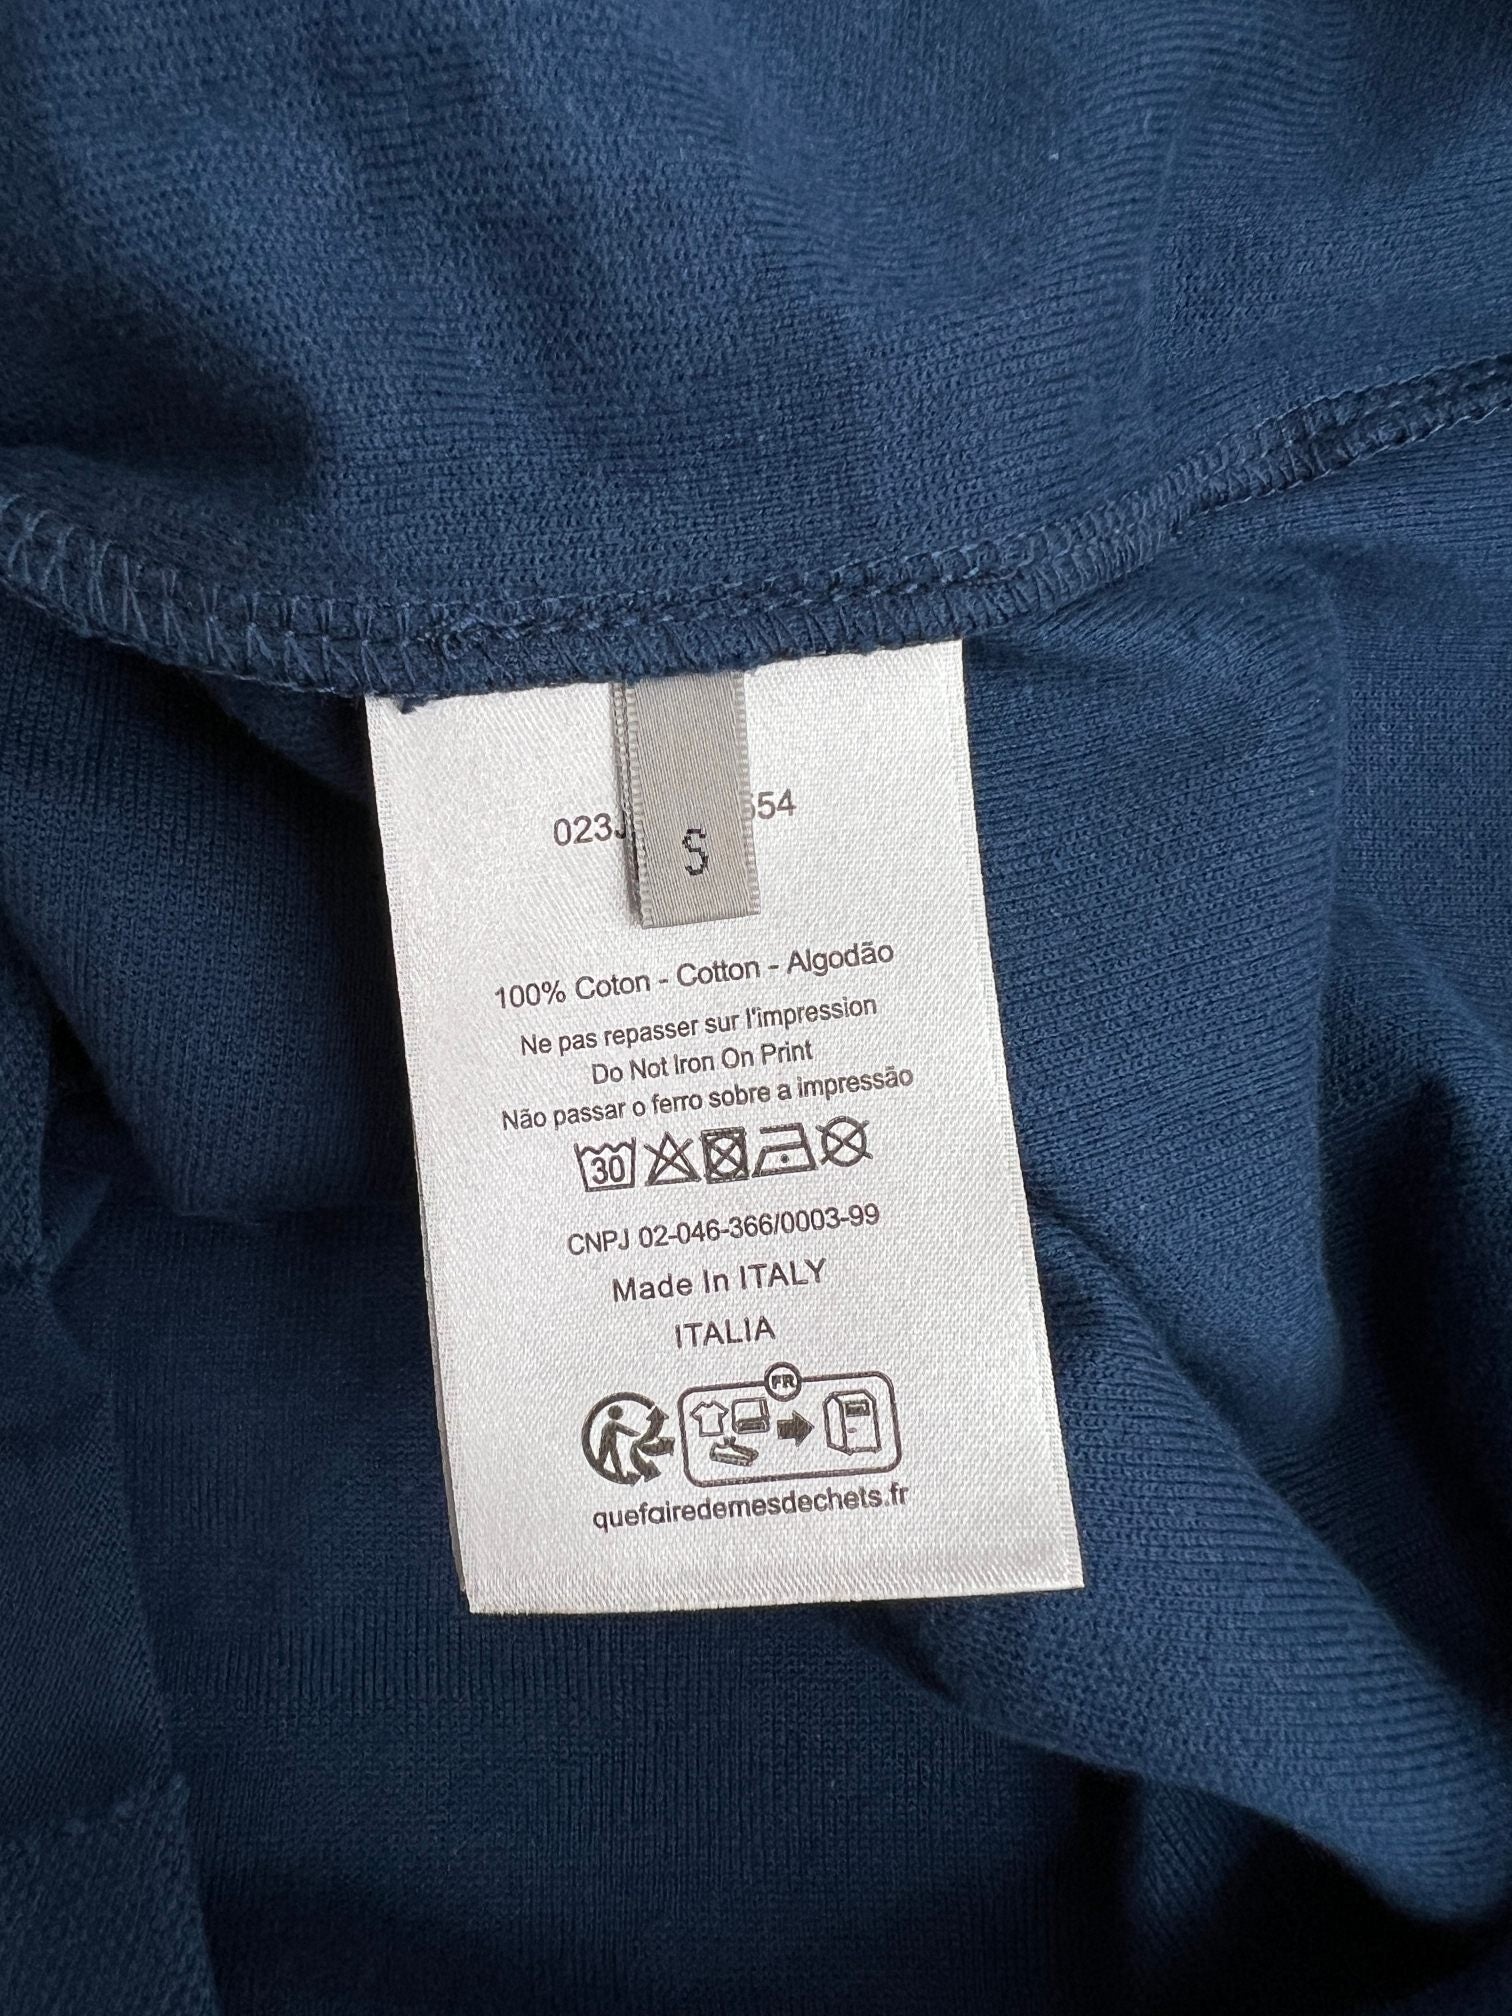 023J 654
S
100% Coton - Cotton - Algodão
Ne pas repasser sur l'impression
Do Not Iron On Print
Não passar o ferro sobre a impressão
30
CNPJ 02-046-366/0003-99
Made In ITALY
ITALIA
FR
quefairedemesdechets.fr